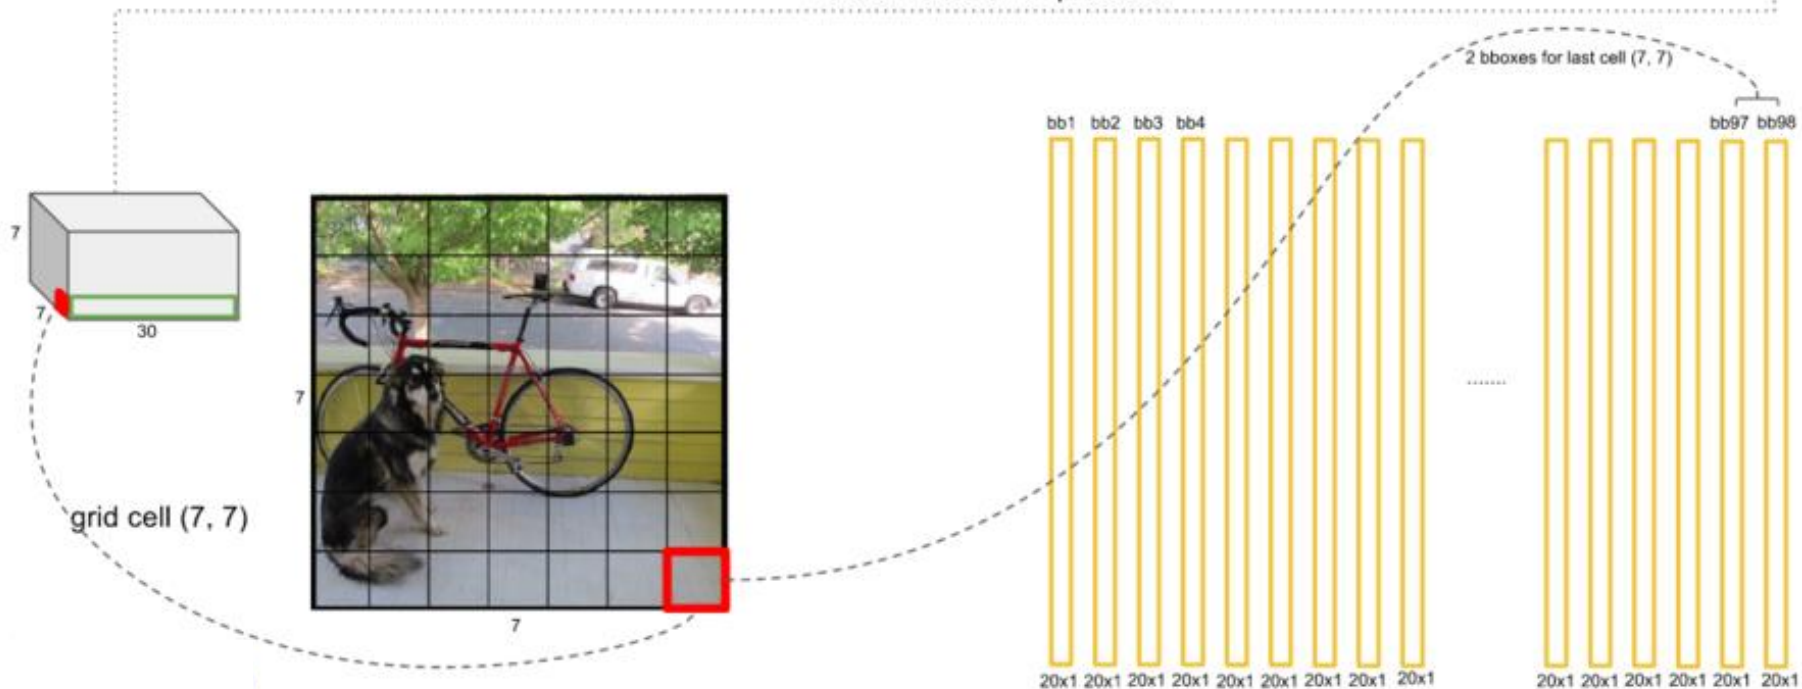 2 bboxes for last cell (7, 7)
bb1 bb2 bb3 bb4 bb97 bb98
7
7
30
7
.......
grid cell (7, 7)
7
20x1 20x1 20x1 20x1 20x1 20x1 20x1 20x1 20x1 20x1 20x1 20x1 20x1 20x1 20x1